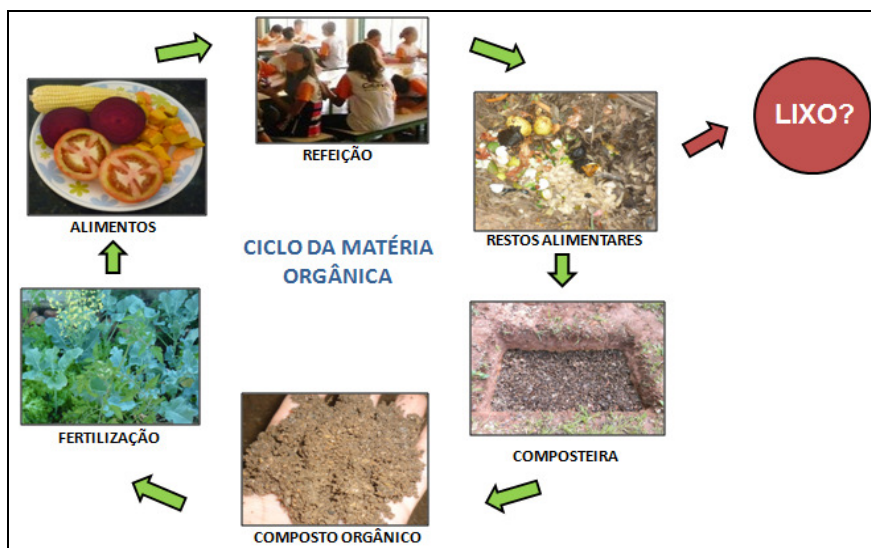 REFEIÇÃO
LIXO?
ALIMENTOS
RESTOS ALIMENTARES
CICLO DA MATÉRIA
ORGÂNICA
FERTILIZAÇÃO
COMPOSTEIRA
COMPOSTO ORGÂNICO